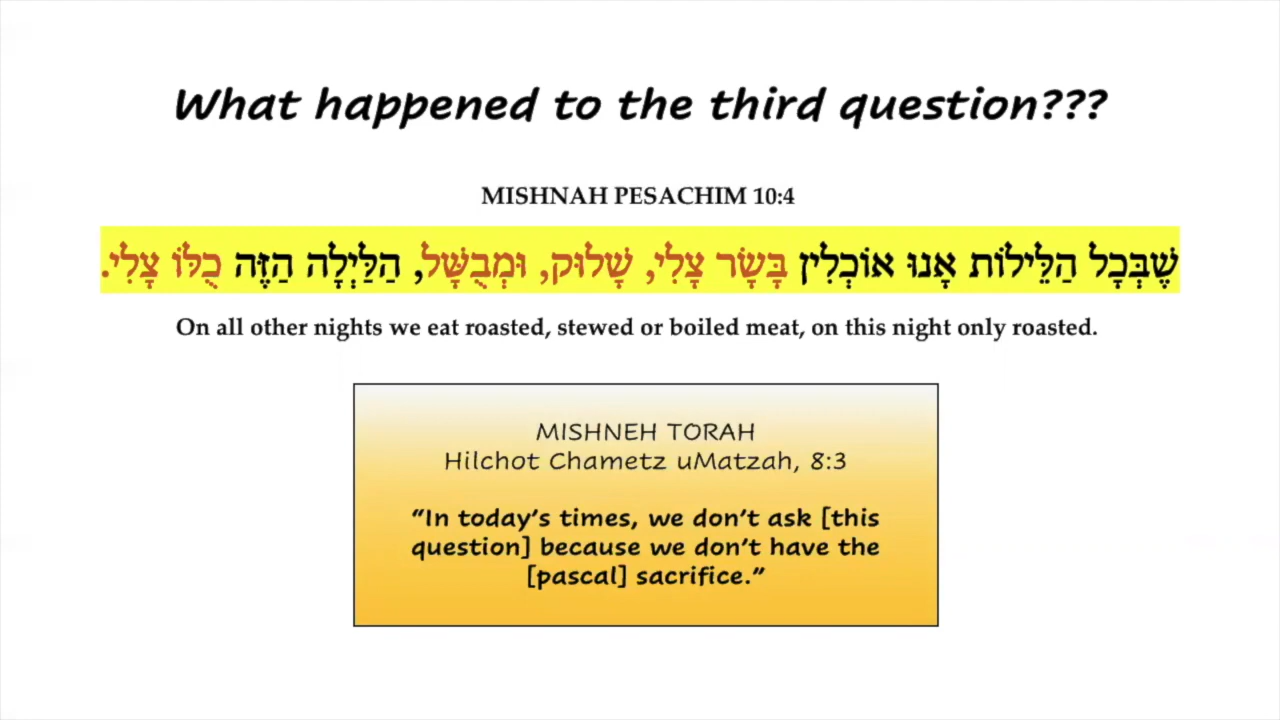 What happened to the third question???
MISHNAH PESACHIM 10:4
שֶׁבְּכָל הַלֵּילוֹת אָנוּ אוֹכְלִין בָּשָׂר צָלִי, שָׁלוּק, וּמְבֻשָּׁל, הַלַּיְלָה הַזֶּה כֻלּוֹ צָלִי.
On all other nights we eat roasted, stewed or boiled meat, on this night only roasted.
MISHNEH TORAH
Hilchot Chametz uMatzah, 8:3
“In today’s times, we don’t ask [this
question] because we don’t have the
[pascal] sacrifice.”